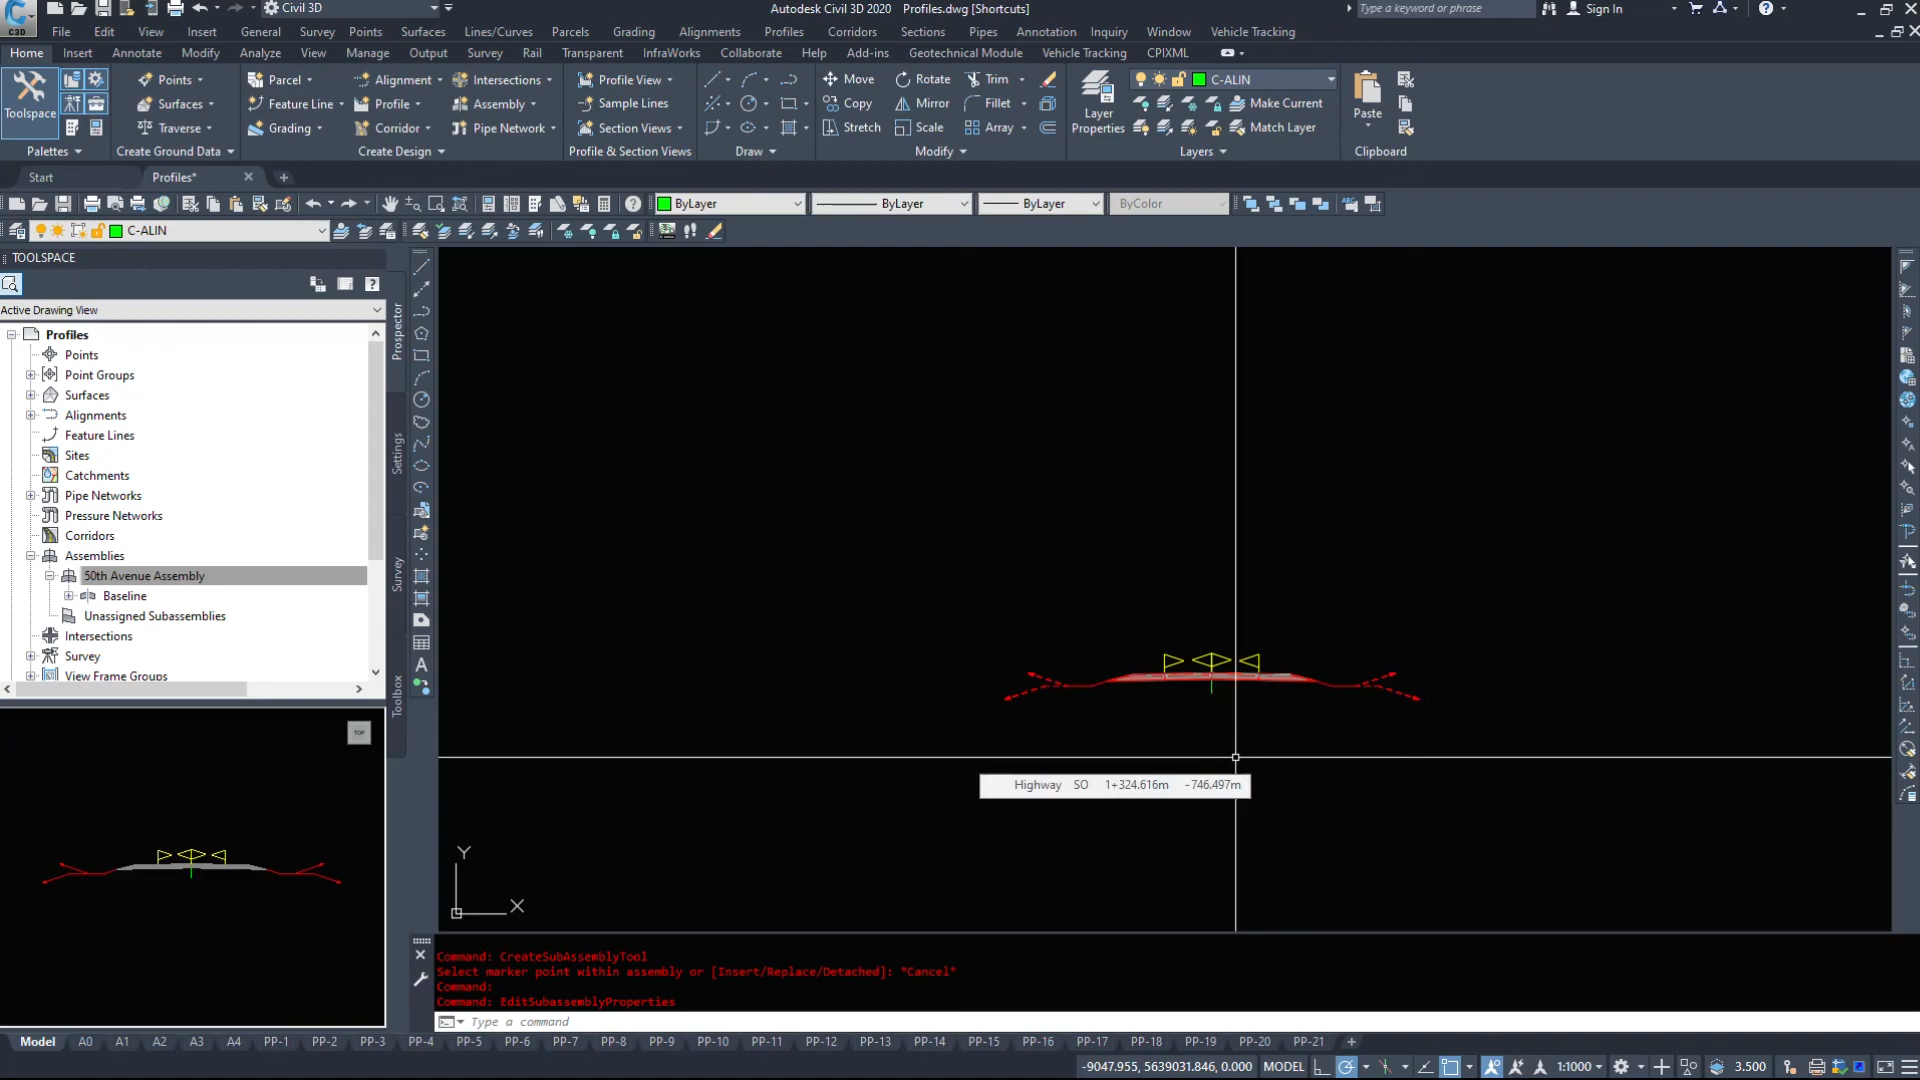 C3D
Civil 3D
Autodesk Civil 3D 2020 Profiles.dwg [Shortcuts]
Type a keyword or phrase
Sign In
File Edit View Insert General Survey Points Surfaces Lines/Curves Parcels Grading Alignments Profiles Corridors Sections Pipes Annotation Inquiry Window Vehicle Tracking
Home Insert Annotate Modify Analyze View Manage Output Survey Rail Transparent InfraWorks Collaborate Help Add-ins Geotechnical Module Vehicle Tracking CPIXML
Toolspace
Points Parcel Alignment Intersections Profile View Move Rotate Trim C-ALIN
Surfaces Feature Line Profile Assembly Sample Lines Copy Mirror Fillet Make Current
Layer Properties
Paste
Traverse Grading Corridor Pipe Network Section Views Stretch Scale Array Match Layer
Palettes Create Ground Data Create Design Profile & Section Views Draw Modify Layers Clipboard
Start Profiles*
ByLayer ByLayer ByLayer ByColor
C-ALIN
TOOLSPACE
Active Drawing View
Profiles
Points
Point Groups
Surfaces
Alignments
Feature Lines
Sites
Catchments
Pipe Networks
Pressure Networks
Corridors
Assemblies
50th Avenue Assembly
Baseline
Unassigned Subassemblies
Intersections
Survey
View Frame Groups
Prospector
Settings
Survey
Toolbox
TOP
Highway SO 1+324.616m -746.497m
Y
X
Command: CreateSubAssemblyTool
Select marker point within assembly or [Insert/Replace/Detached]: *Cancel*
Command:
Command: EditSubassemblyProperties
Type a command
Model A0 A1 A2 A3 A4 PP-1 PP-2 PP-3 PP-4 PP-5 PP-6 PP-7 PP-8 PP-9 PP-10 PP-11 PP-12 PP-13 PP-14 PP-15 PP-16 PP-17 PP-18 PP-19 PP-20 PP-21
-9047.955, 5639031.846, 0.000 MODEL 1:1000 3.500